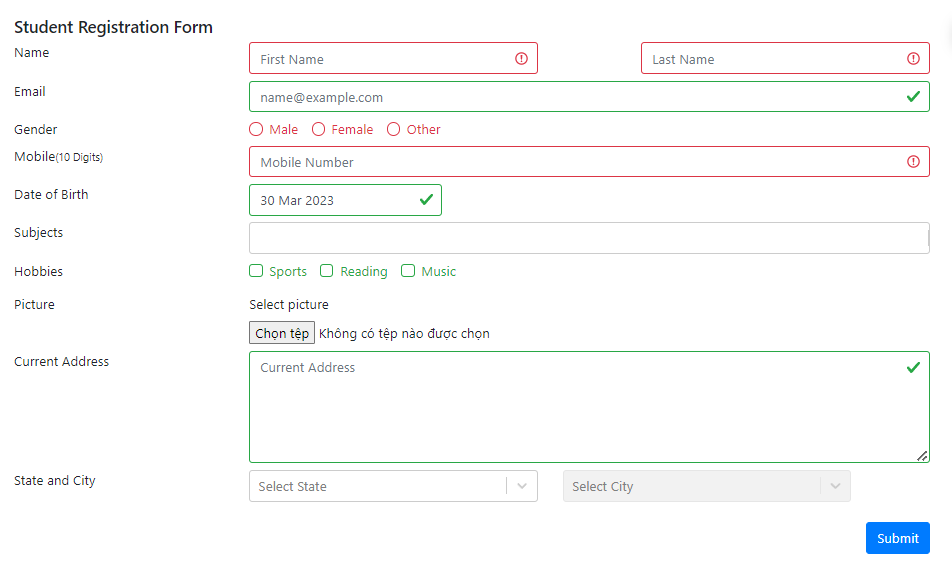 Student Registration Form
Name First Name Last Name
Email name@example.com
Gender Male Female Other
Mobile(10 Digits) Mobile Number
Date of Birth 30 Mar 2023
Subjects
Hobbies Sports Reading Music
Picture Select picture
Chọn tệp Không có tệp nào được chọn
Current Address Current Address
State and City Select State Select City
Submit